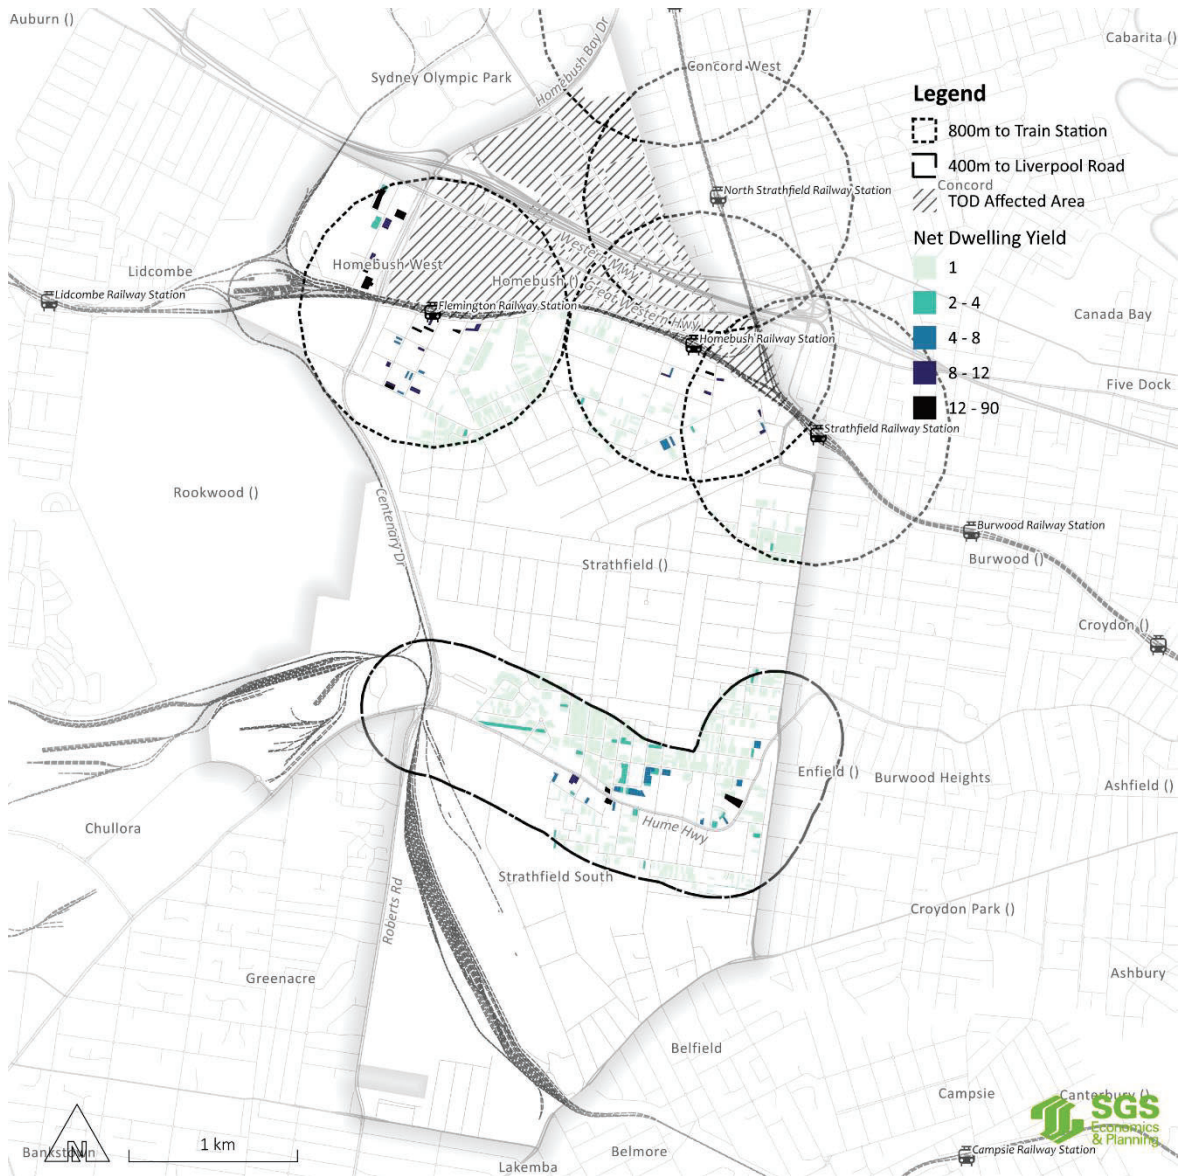 Auburn ()
Cabarita ()
Concord West
Sydney Olympic Park
Homebush Bay Dr
Legend
800m to Train Station
400m to Liverpool Road
Concord
TOD Affected Area
North Strathfield Railway Station
Net Dwelling Yield
1
2 - 4
4 - 8
8 - 12
12 - 90
Western Mwy
Lidcombe
Homebush West
Homebush ()
Great Western Hwy
Lidcombe Railway Station
Flemington Railway Station
Canada Bay
Homebush Railway Station
Five Dock
Strathfield Railway Station
Rookwood ()
Centenary Dr
Burwood Railway Station
Strathfield ()
Burwood ()
Croydon ()
Enfield ()
Burwood Heights
Ashfield ()
Chullora
Hume Hwy
Strathfield South
Roberts Rd
Croydon Park ()
Greenacre
Ashbury
Belfield
Campsie
Canterbury ()
SGS
Economics
& Planning
N
1 km
Bankstown
Belmore
Campsie Railway Station
Lakemba